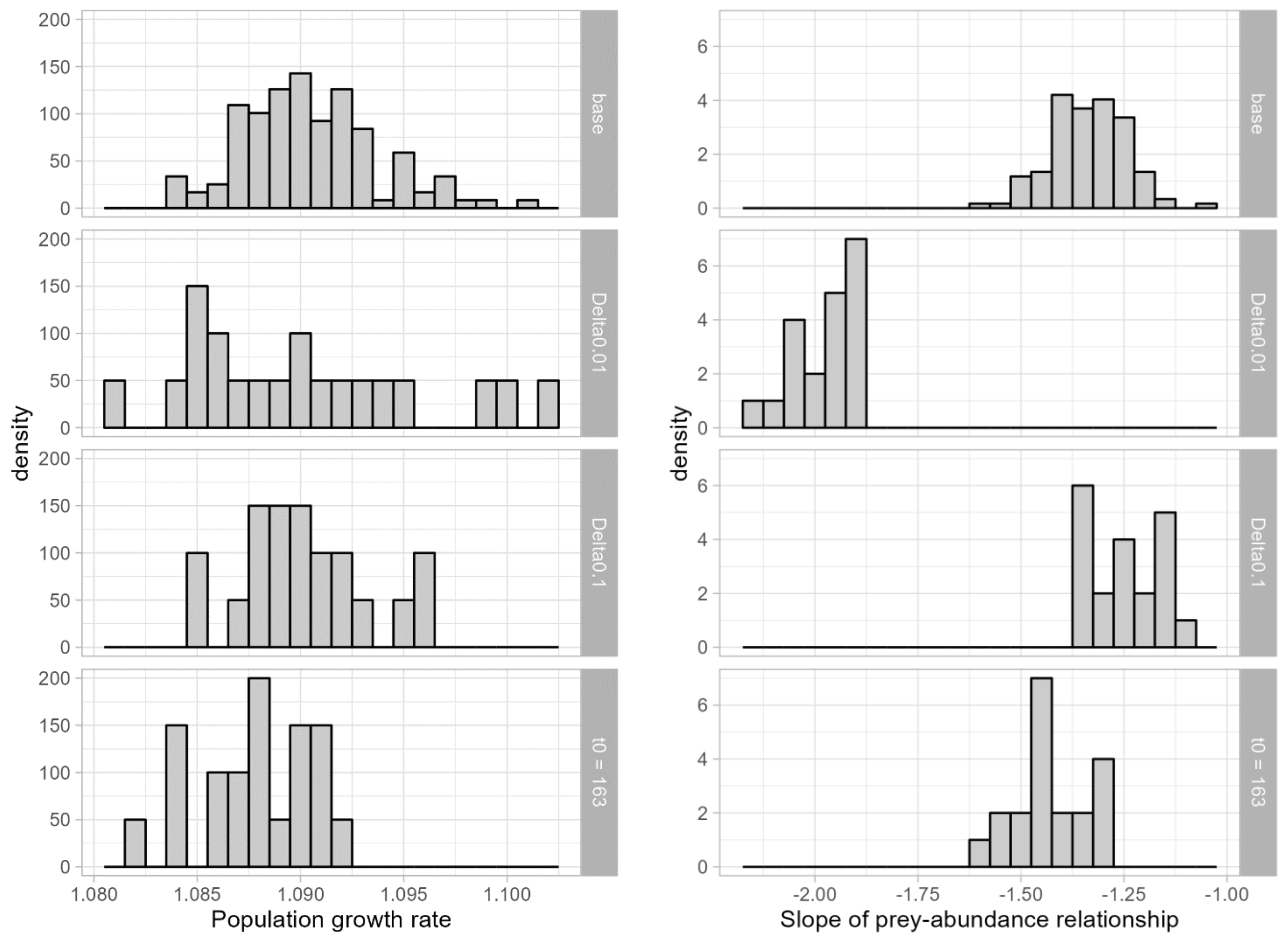 200
150
100
50
0
base
200
150
100
50
0
Delta0.01
200
150
100
50
0
Delta0.1
200
150
100
50
0
t0 = 163
density
1.080 1.085 1.090 1.095 1.100
Population growth rate
6
4
2
0
base
6
4
2
0
Delta0.01
6
4
2
0
Delta0.1
6
4
2
0
t0 = 163
density
-2.00 -1.75 -1.50 -1.25 -1.00
Slope of prey-abundance relationship